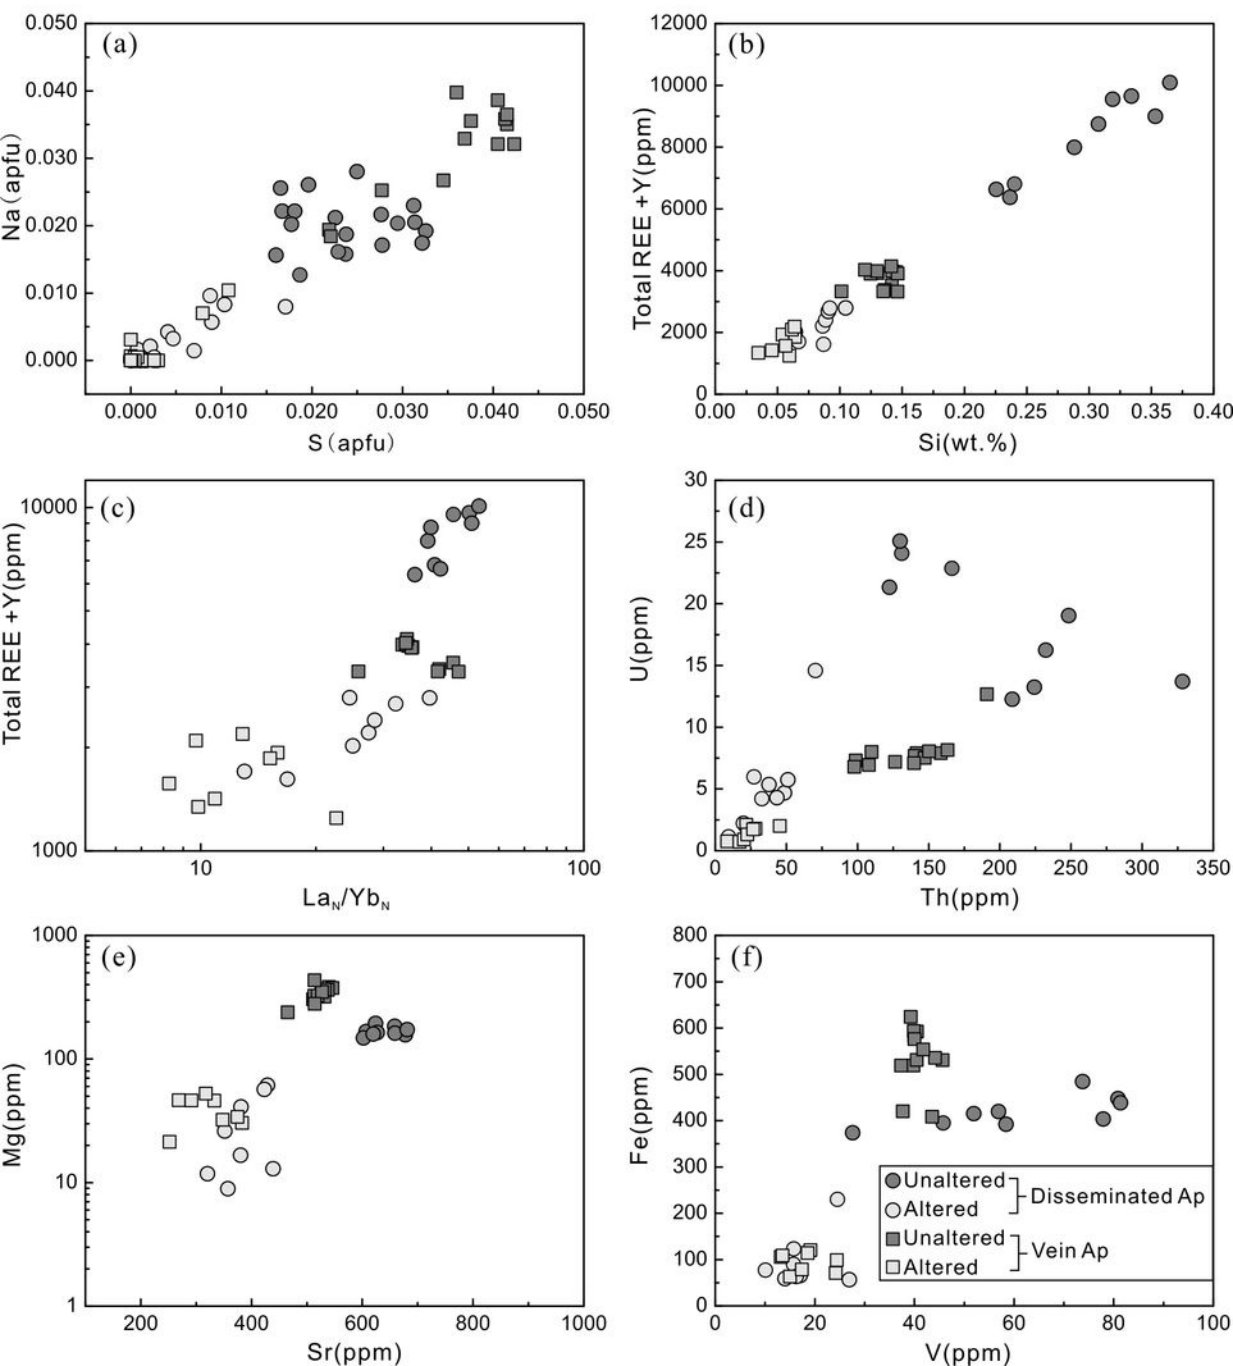 (a)
0.050
0.040
0.030
0.020
0.010
0.000
Na(apfu)
0.000 0.010 0.020 0.030 0.040 0.050
S(apfu)
(b)
12000
10000
8000
6000
4000
2000
0
Total REE+Y(ppm)
0.00 0.05 0.10 0.15 0.20 0.25 0.30 0.35 0.40
Si(wt.%)
(c)
10000
1000
Total REE+Y(ppm)
10 100
LaN/YbN
(d)
30
25
20
15
10
5
0
U(ppm)
0 50 100 150 200 250 300 350
Th(ppm)
(e)
1000
100
10
1
Mg(ppm)
200 400 600 800 1000
Sr(ppm)
(f)
800
700
600
500
400
300
200
100
0
Fe(ppm)
0 20 40 60 80 100
V(ppm)
Unaltered
Altered
Disseminated Ap
Unaltered
Altered
Vein Ap